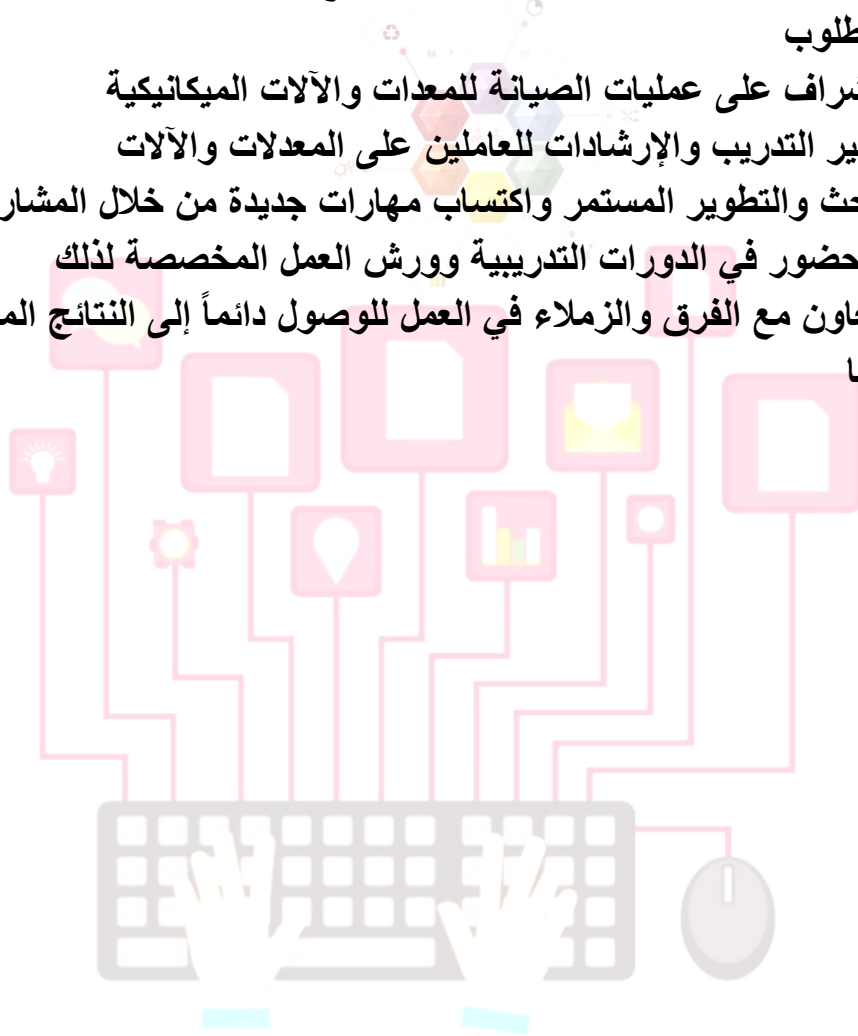 طلوب
شراف على عمليات الصيانة للمعدات والآلات الميكانيكية
ير التدريب والإرشادات للعاملين على المعدلات والآلات
حث والتطوير المستمر واكتساب مهارات جديدة من خلال المشار
حضور في الدورات التدريبية وورش العمل المخصصة لذلك
عاون مع الفرق والزملاء في العمل للوصول دائماً إلى النتائج الم
ا